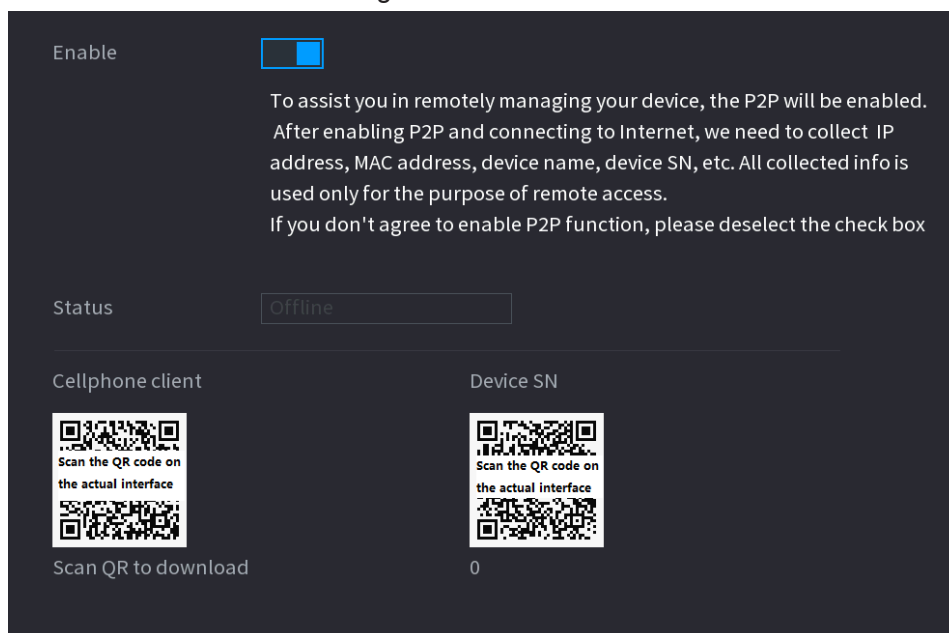 Enable
To assist you in remotely managing your device, the P2P will be enabled.
After enabling P2P and connecting to Internet, we need to collect IP
address, MAC address, device name, device SN, etc. All collected info is
used only for the purpose of remote access.
If you don't agree to enable P2P function, please deselect the check box
Status
Offline
Cellphone client
Device SN
Scan the QR code on
the actual interface
Scan the QR code on
the actual interface
Scan QR to download
0